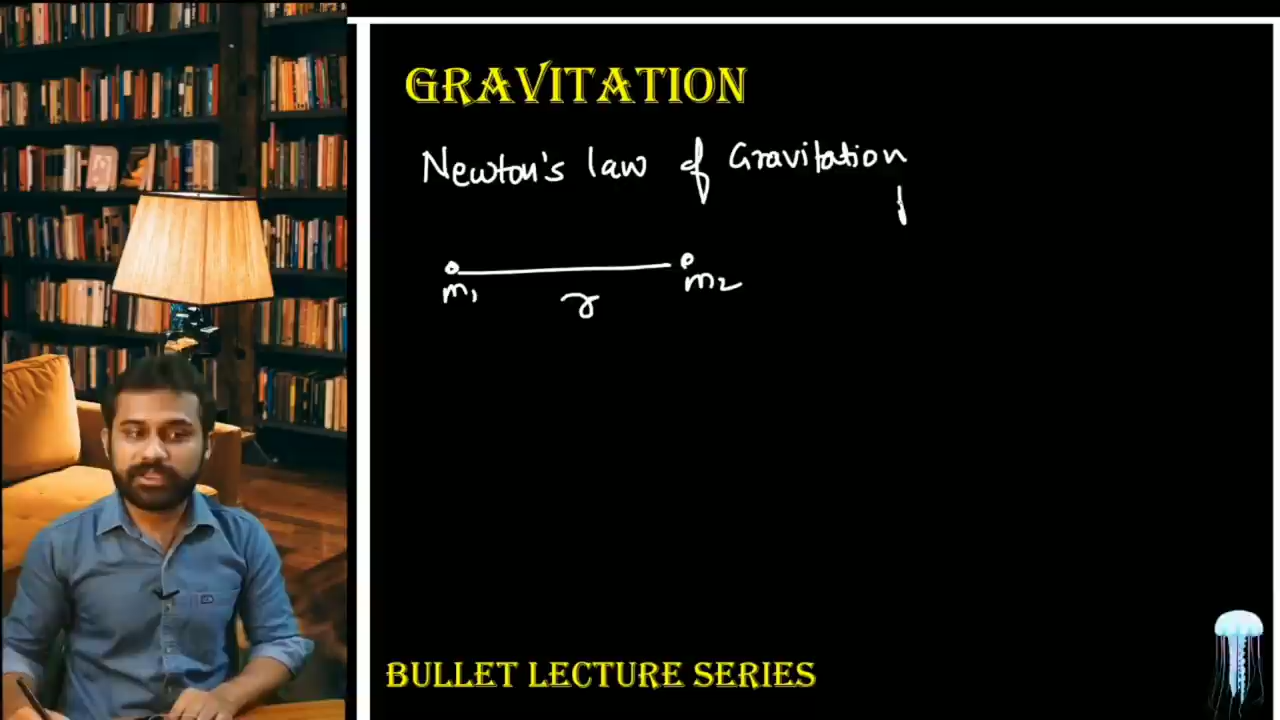 GRAVITATION
Newton's law of Gravitation
m1 r m2
BULLET LECTURE SERIES